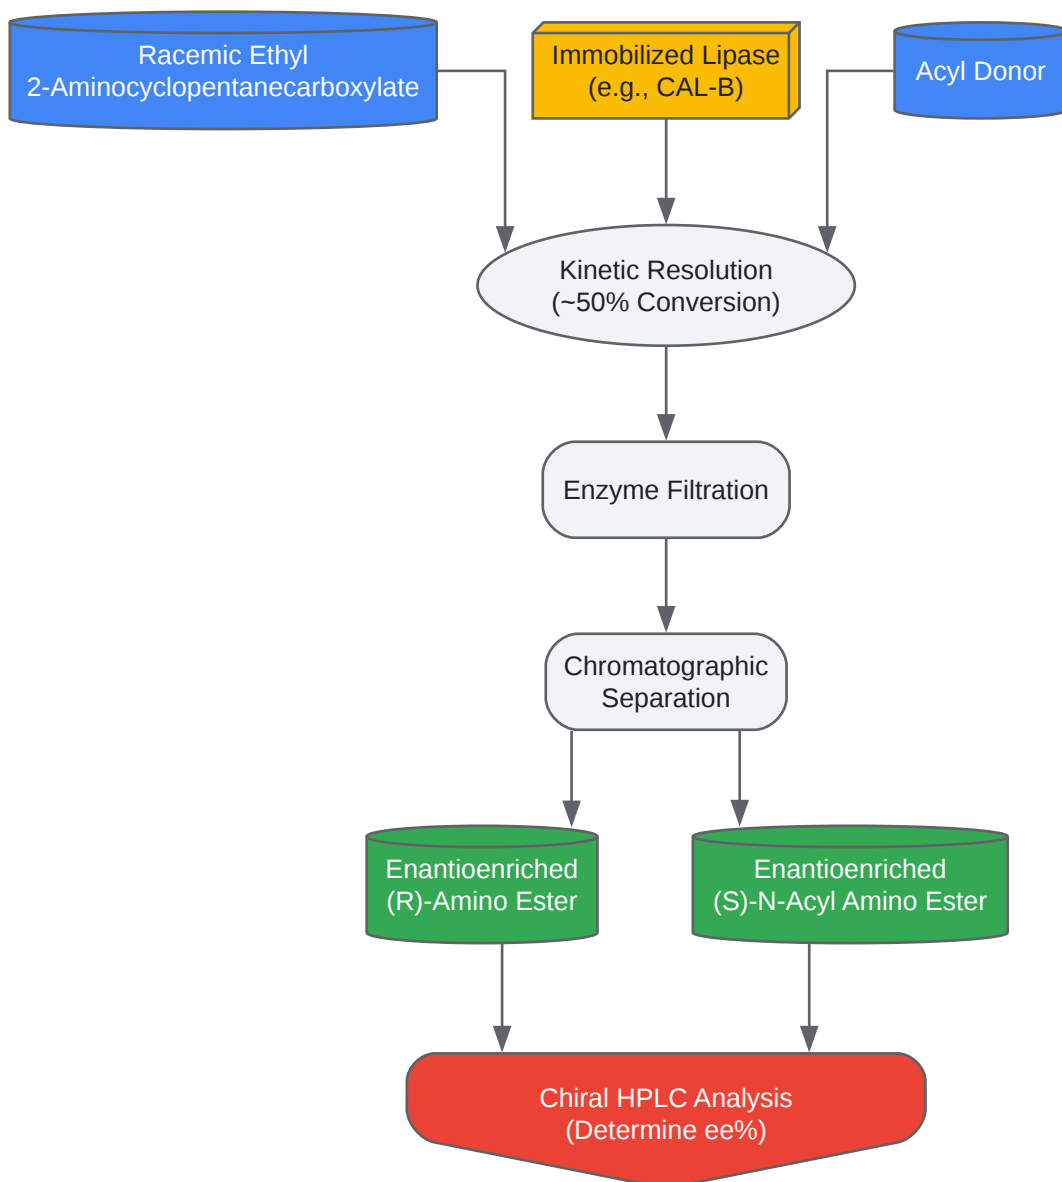 Racemic Ethyl
2-Aminocyclopentanecarboxylate
Immobilized Lipase
(e.g., CAL-B)
Acyl Donor
Kinetic Resolution
(~50% Conversion)
Enzyme Filtration
Chromatographic
Separation
Enantioenriched
(R)-Amino Ester
Enantioenriched
(S)-N-Acyl Amino Ester
Chiral HPLC Analysis
(Determine ee%)